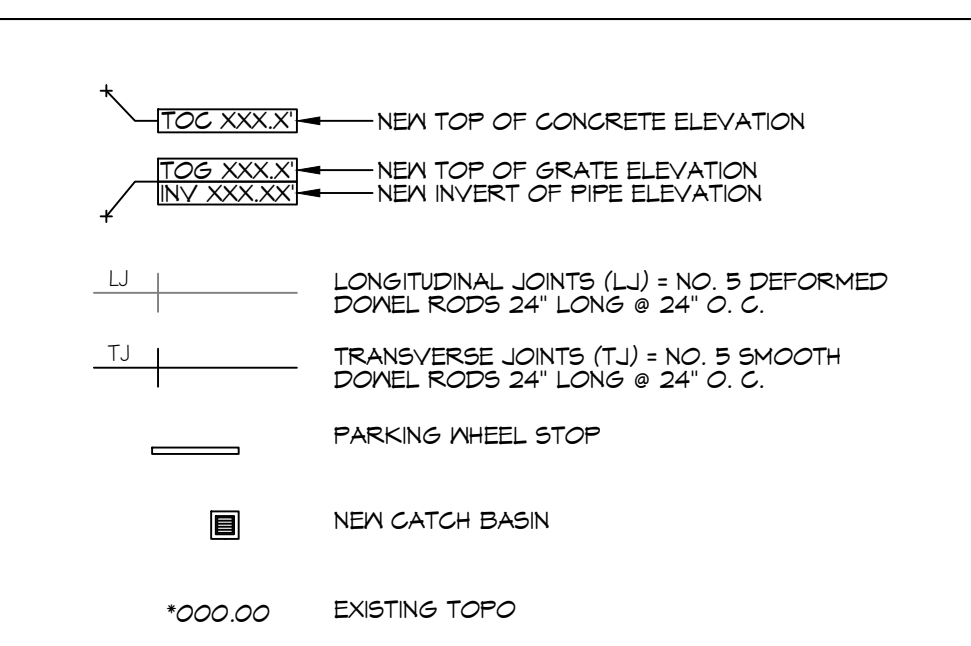 TOC XXX.X' NEW TOP OF CONCRETE ELEVATION
TOG XXX.X' NEW TOP OF GRATE ELEVATION
INV XXX.XX' NEW INVERT OF PIPE ELEVATION
LJ LONGITUDINAL JOINTS (LJ) = NO. 5 DEFORMED
DOWEL RODS 24" LONG @ 24" O. C.
TJ TRANSVERSE JOINTS (TJ) = NO. 5 SMOOTH
DOWEL RODS 24" LONG @ 24" O. C.
PARKING WHEEL STOP
NEW CATCH BASIN
*000.00 EXISTING TOPO